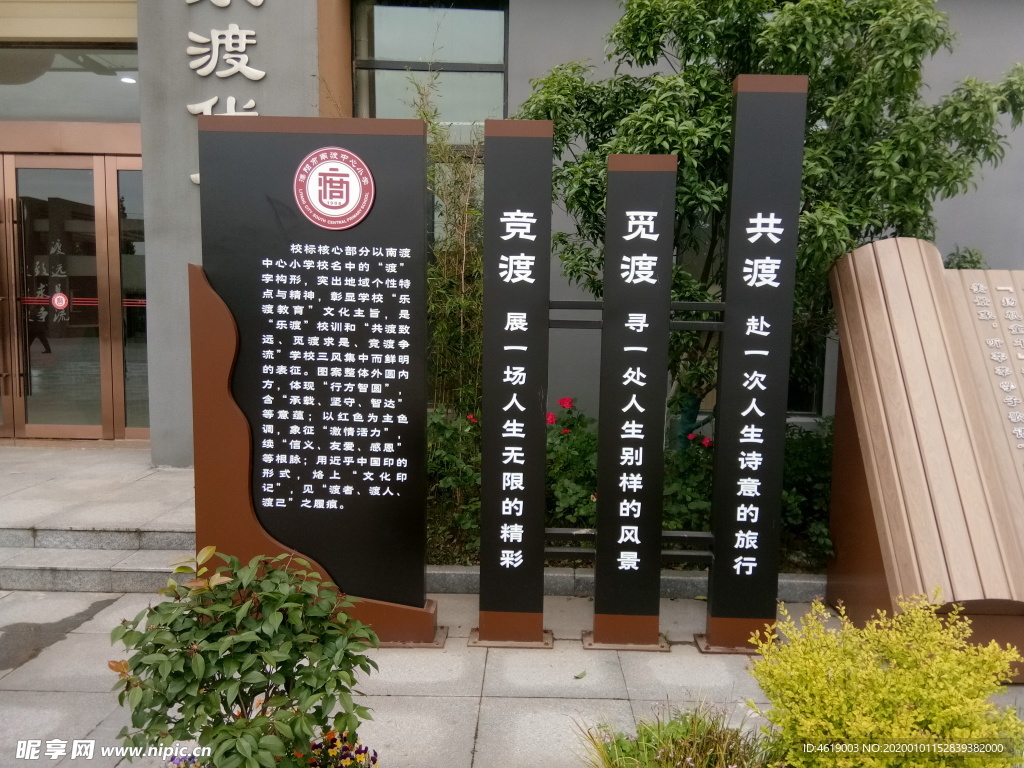 渡
溧阳市南渡中心小学
校标核心部分以南渡
中心小学校名中的“渡”
字构形，突出地域个性特
点与精神，彰显学校“乐
渡教育”文化主旨，是
“乐渡”校训和“共渡致
远、觅渡求是、竞渡争
流”学校三风集中而鲜明
的表征。图案整体外圆内
方，体现“行方智圆”，
含“承载、坚守、智达”
等意蕴；以红色为主色
调，象征“激情活力”，
续“信义、友爱、感恩”
等根脉；用近乎中国印的
形式，烙上“文化印
记”，见“渡者、渡人、
渡己”之履痕。
竞渡
展一场人生无限的精彩
觅渡
寻一处人生别样的风景
共渡
赴一次人生诗意的旅行
昵享网 www.nipic.cn
ID:4619003 NO:20200101152839382000